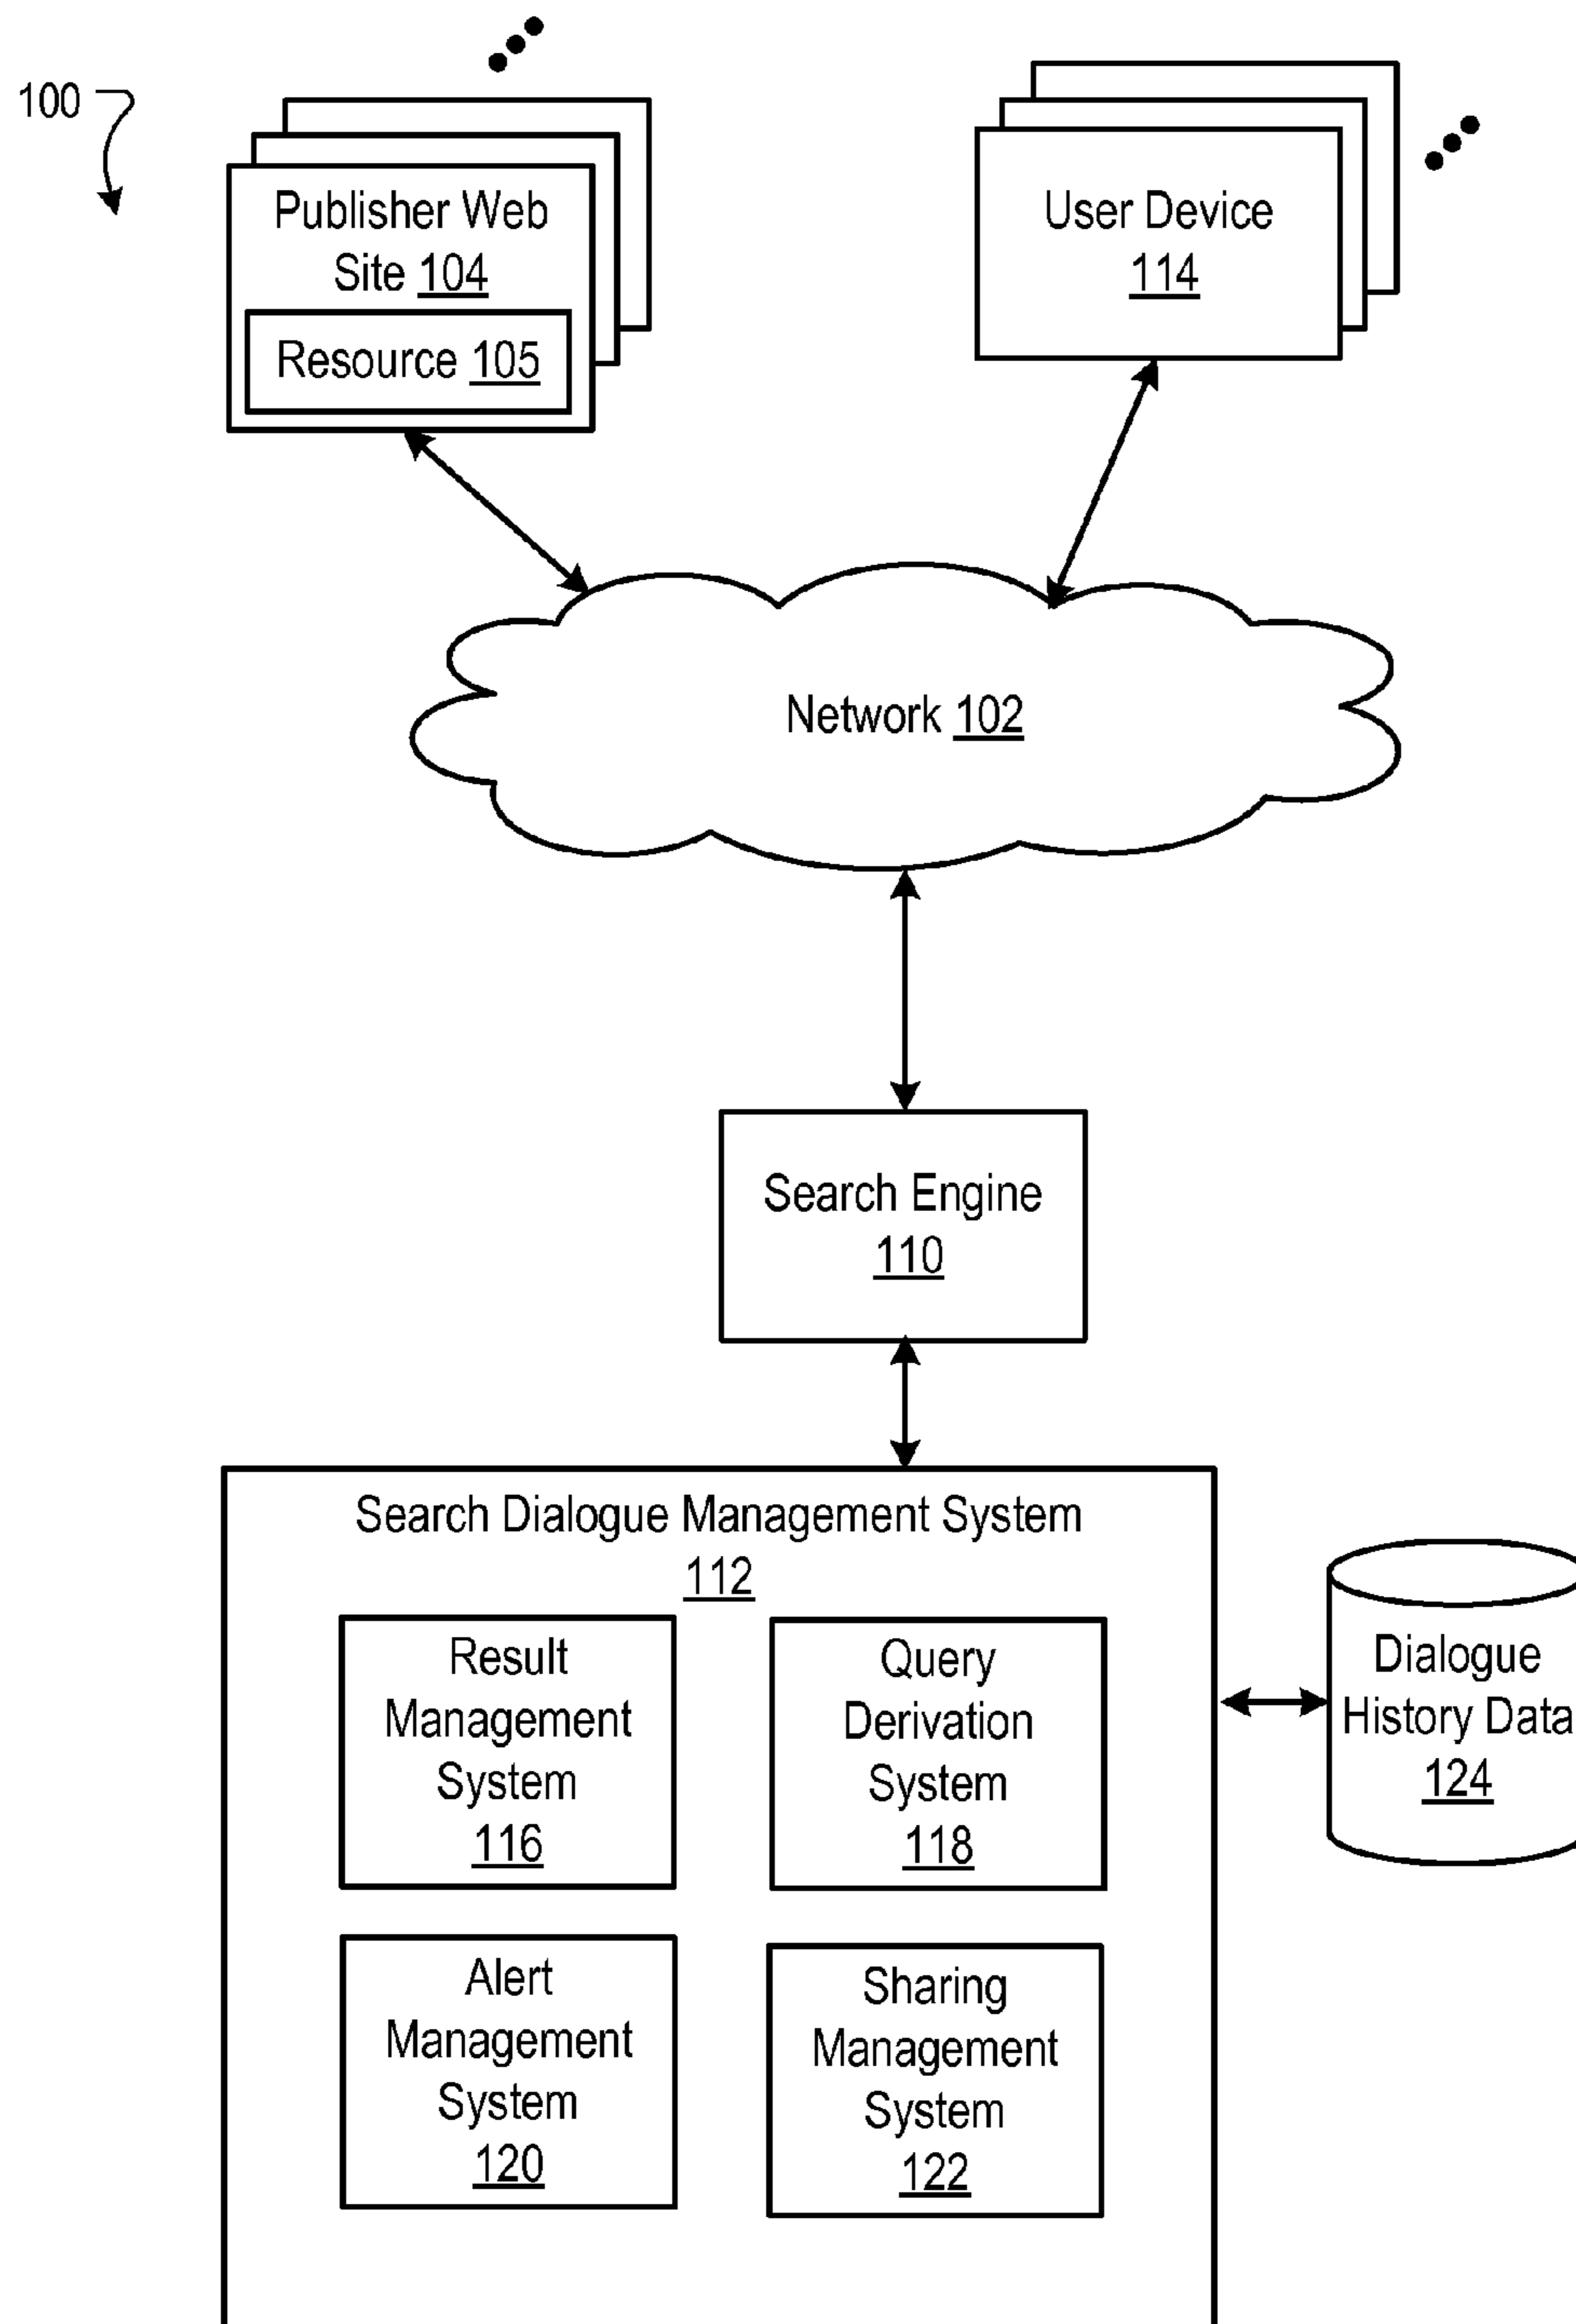 100
Publisher Web
Site 104
Resource 105
User Device
114
Network 102
Search Engine
110
Search Dialogue Management System
112
Result
Management
System
116
Query
Derivation
System
118
Alert
Management
System
120
Sharing
Management
System
122
Dialogue
History Data
124